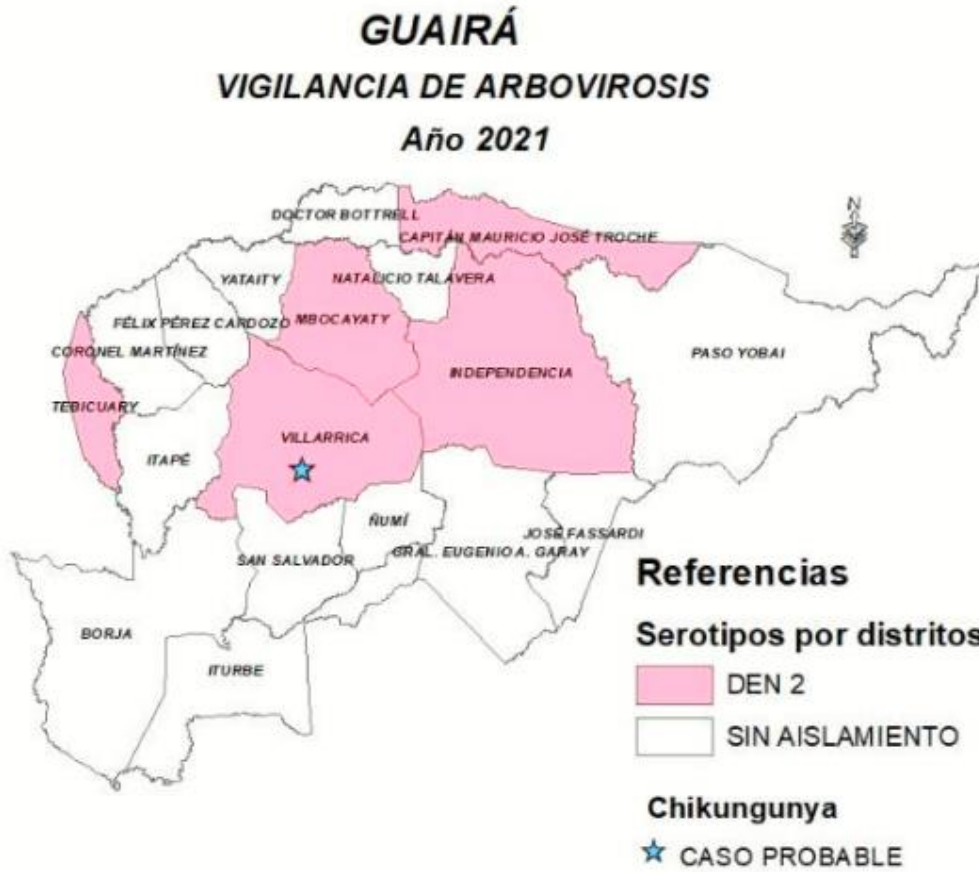 GUAIRÁ
VIGILANCIA DE ARBOVIROSIS
Año 2021
N
DOCTOR BOTTRELL
CAPITÁN MAURICIO JOSÉ TROCHE
YATAITY
NATALICIO TALAVERA
FÉLIX PÉREZ CARDOZO
MBOCAYATY
CORONEL MARTÍNEZ
PASO YOBAI
INDEPENDENCIA
TEBICUARY
VILLARRICA
ITAPÉ
ÑUMÍ
JOSÉ FASSARDI
SAN SALVADOR
GRAL. EUGENIO A. GARAY
BORJA
ITURBE
Referencias
Serotipos por distritos
DEN 2
SIN AISLAMIENTO
Chikungunya
CASO PROBABLE